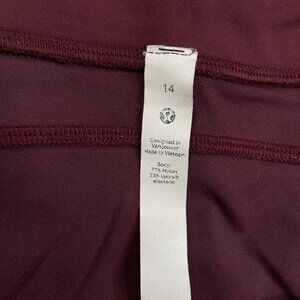 14
Designed in
Vancouver
Made in Vietnam
Body:
77% Nylon
23% Lycra®
elastane